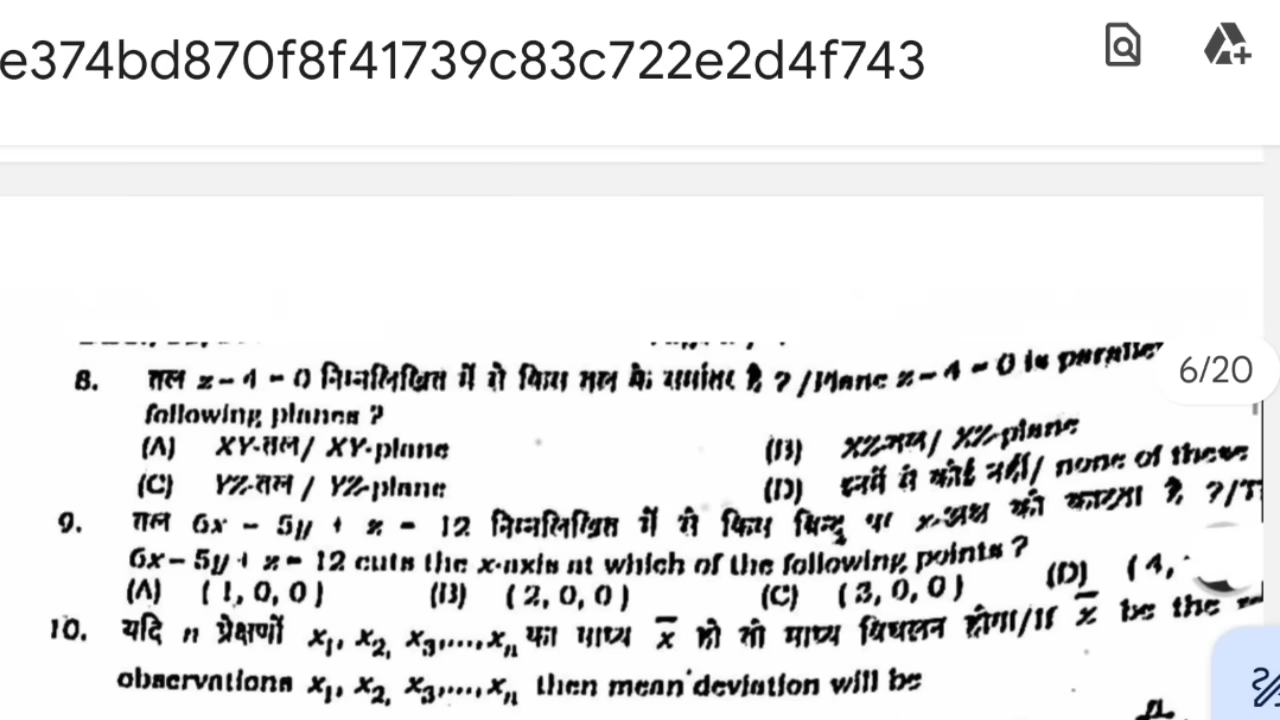 e374bd870f8f41739c83c722e2d4f743
6/20
8. तल z – 4 = 0 निम्नलिखित में से किस तल के समांतर है ? /Plane z – 4 = 0 is parallel
following planes ?
(A) XY-तल/ XY-plane (B) XZ-तल/ XZ-plane
(C) YZ-तल / YZ-plane (D) इनमें से कोई नहीं/ none of these
9. तल 6x – 5y + z = 12 निम्नलिखित में से किस बिन्दु पर x-अक्ष को काटता है ?/T
6x – 5y + z = 12 cuts the x-axis at which of the following points ?
(A) (1, 0, 0) (B) (2, 0, 0) (C) (3, 0, 0) (D) (4,
10. यदि n प्रेक्षणों x₁, x₂, x₃,...., xₙ का माध्य x̄ हो तो माध्य विचलन होगा/If x̄ be the
observations x₁, x₂, x₃,...., xₙ then mean deviation will be
n